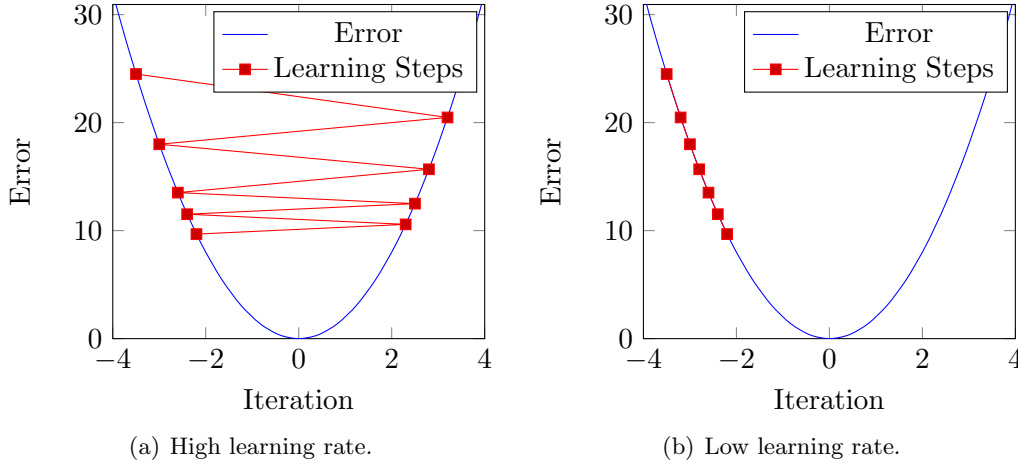 30
20
10
0
Error
−4
−2
0
2
4
Iteration
Error
Learning Steps
(a) High learning rate.
30
20
10
0
Error
−4
−2
0
2
4
Iteration
Error
Learning Steps
(b) Low learning rate.